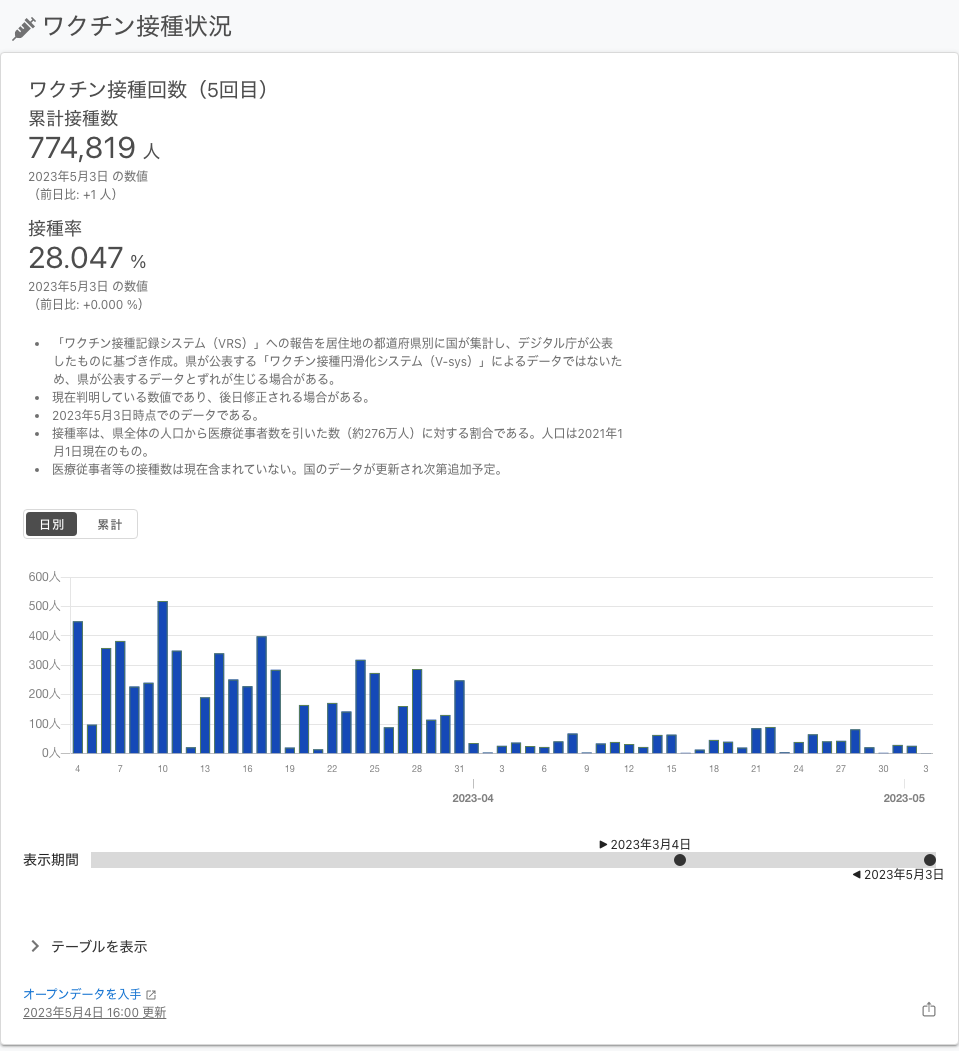 ワクチン接種状況
ワクチン接種回数（5回目）
累計接種数
774,819 人
2023年5月3日 の数値
（前日比: +1 人）
接種率
28.047 %
2023年5月3日 の数値
（前日比: +0.000 %）
• 「ワクチン接種記録システム（VRS）」への報告を居住地の都道府県別に国が集計し、デジタル庁が公表
したものに基づき作成。県が公表する「ワクチン接種円滑化システム（V-sys）」によるデータではないた
め、県が公表するデータとずれが生じる場合がある。
• 現在判明している数値であり、後日修正される場合がある。
• 2023年5月3日時点でのデータである。
• 接種率は、県全体の人口から医療従事者数を引いた数（約276万人）に対する割合である。人口は2021年1
月1日現在のもの。
• 医療従事者等の接種数は現在含まれていない。国のデータが更新され次第追加予定。
日別 累計
600人
500人
400人
300人
200人
100人
0人
4 7 10 13 16 19 22 25 28 31 3 6 9 12 15 18 21 24 27 30 3
2023-04 2023-05
▶ 2023年3月4日
表示期間
◀ 2023年5月3日
テーブルを表示
オープンデータを入手
2023年5月4日 16:00 更新